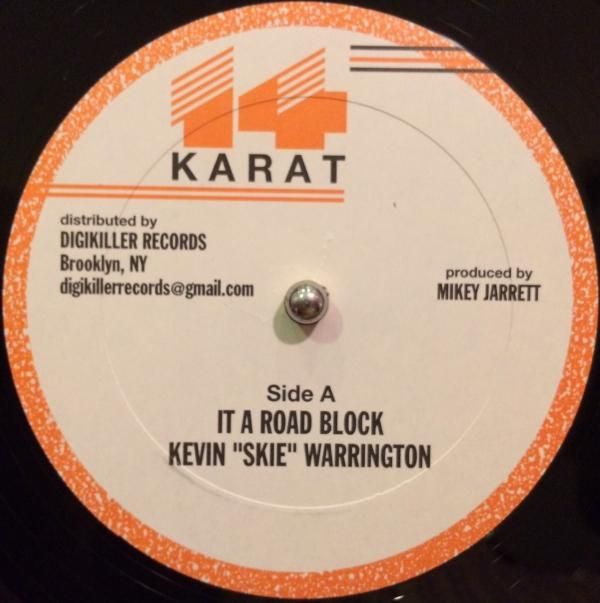 14
KARAT
distributed by
DIGIKILLER RECORDS
Brooklyn, NY
digikillerrecords@gmail.com
produced by
MIKEY JARRETT
Side A
IT A ROAD BLOCK
KEVIN "SKIE" WARRINGTON